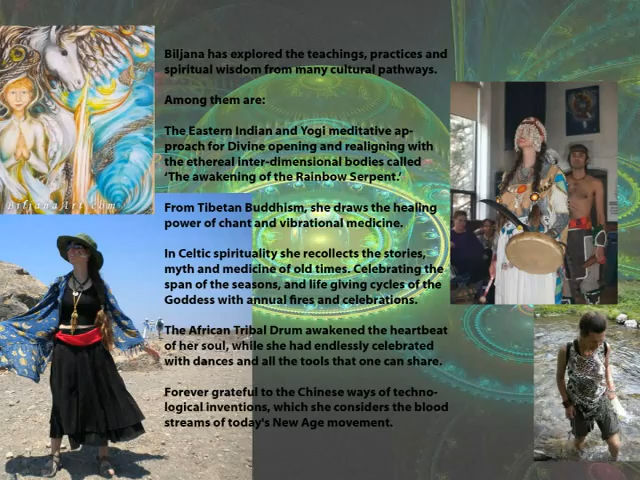 Biljana has explored the teachings, practices and
spiritual wisdom from many cultural pathways.
Among them are:
The Eastern Indian and Yogi meditative ap-
proach for Divine opening and realigning with
the ethereal inter-dimensional bodies called
‘The awakening of the Rainbow Serpent.‘
From Tibetan Buddhism, she draws the healing
power of chant and vibrational medicine.
In Celtic spirituality she recollects the stories,
myth and medicine of old times. Celebrating the
span of the seasons, and life giving cycles of the
Goddess with annual fires and celebrations.
The African Tribal Drum awakened the heartbeat
of her soul, while she had endlessly celebrated
with dances and all the tools that one can share.
Forever grateful to the Chinese ways of techno-
logical inventions, which she considers the blood
streams of today's New Age movement.
BiljanaArt.com